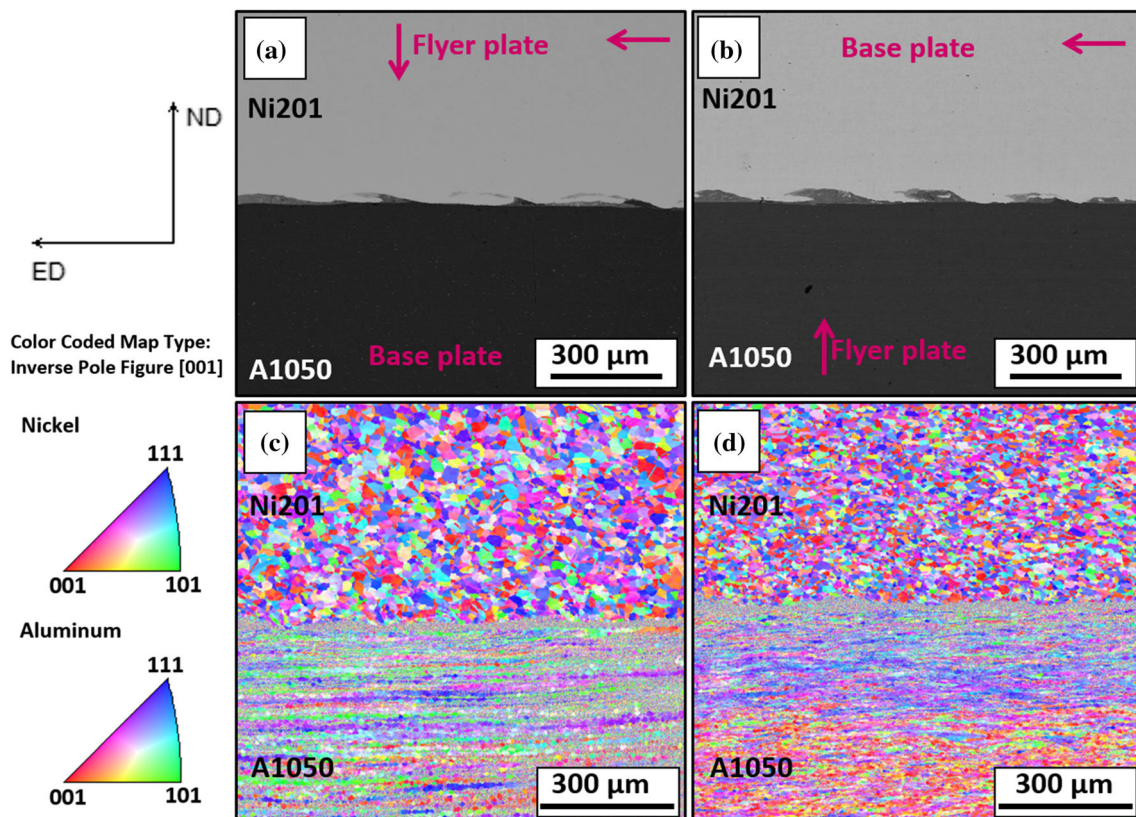 (a)
Flyer plate
Ni201
Base plate
A1050
300 µm
(b)
Base plate
Ni201
Flyer plate
A1050
300 µm
ND
ED
Color Coded Map Type:
Inverse Pole Figure [001]
Nickel
111
001
101
Aluminum
111
001
101
(c)
Ni201
A1050
300 µm
(d)
Ni201
A1050
300 µm